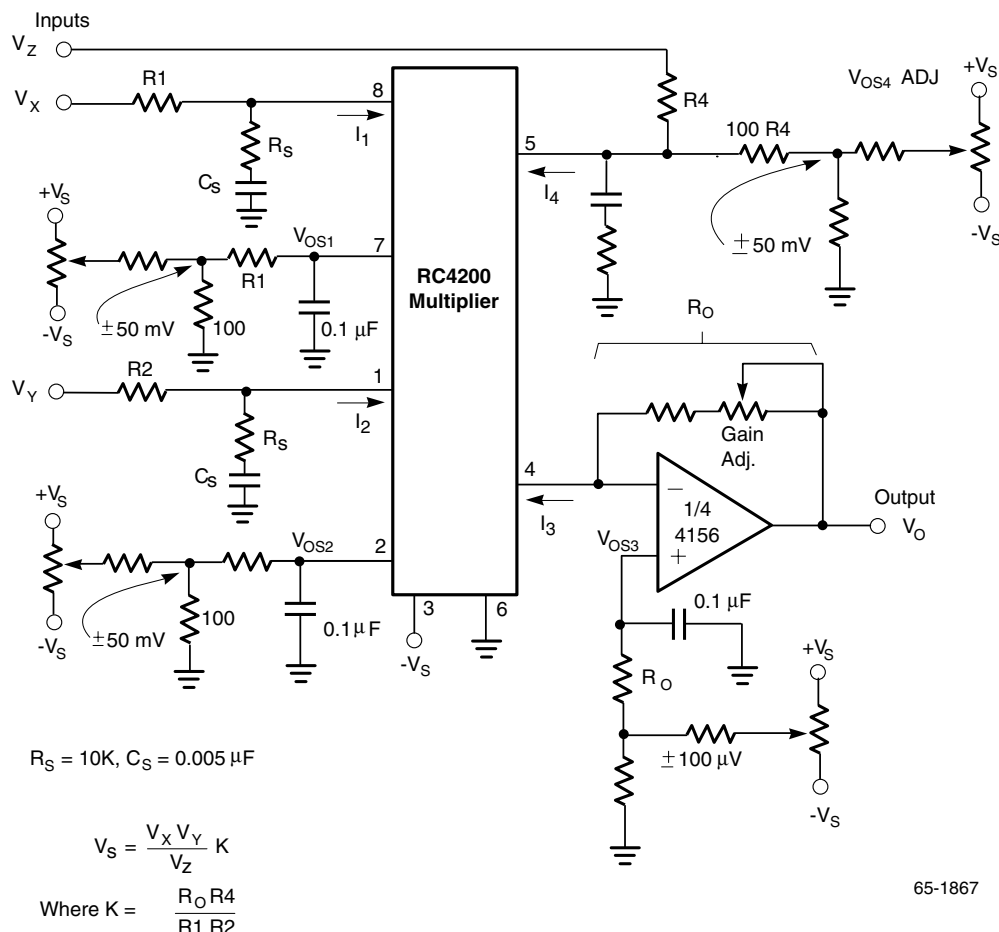 Inputs
V_Z
V_X
R1
R_S
C_S
8
I_1
+V_S
-V_S
±50 mV
100
R1
V_OS1
0.1 µF
7
V_Y
R2
R_S
C_S
1
I_2
+V_S
-V_S
±50 mV
100
V_OS2
0.1µF
2
RC4200
Multiplier
3
-V_S
6
5
I_4
R4
100 R4
V_OS4 ADJ
±50 mV
+V_S
-V_S
R_O
Gain
Adj.
4
I_3
−
1/4
4156
+
V_OS3
Output
V_O
0.1 µF
R_O
±100 µV
+V_S
-V_S
R_S = 10K, C_S = 0.005 µF
V_S = V_X V_Y / V_Z K
Where K = R_O R4 / R1 R2
65-1867